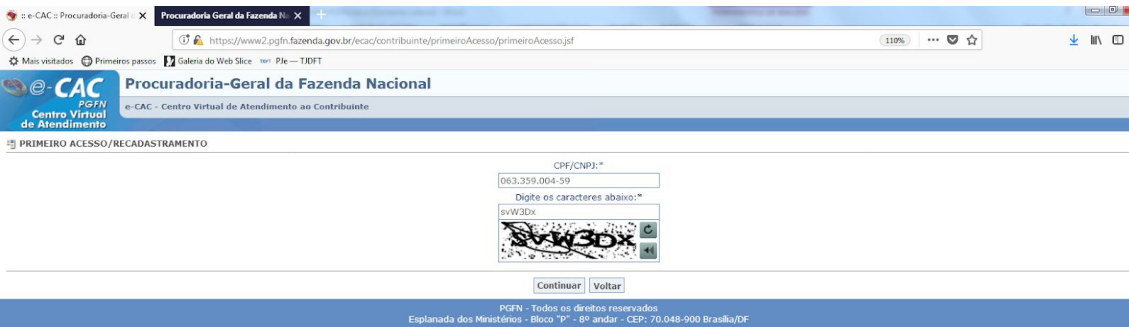 :: e-CAC :: Procuradoria-Geral d
Procuradoria Geral da Fazenda Na
https://www2.pgfn.fazenda.gov.br/ecac/contribuinte/primeiroAcesso/primeiroAcesso.jsf
110%
Mais visitados Primeiros passos Galeria do Web Slice PJe — TJDFT
e-CAC
PGFN
Centro Virtual
de Atendimento
Procuradoria-Geral da Fazenda Nacional
e-CAC - Centro Virtual de Atendimento ao Contribuinte
PRIMEIRO ACESSO/RECADASTRAMENTO
CPF/CNPJ:*
063.359.004-59
Digite os caracteres abaixo:*
svW3Dx
svW3Dx
Continuar Voltar
PGFN - Todos os direitos reservados
Esplanada dos Ministérios - Bloco "P" - 8º andar - CEP: 70.048-900 Brasília/DF